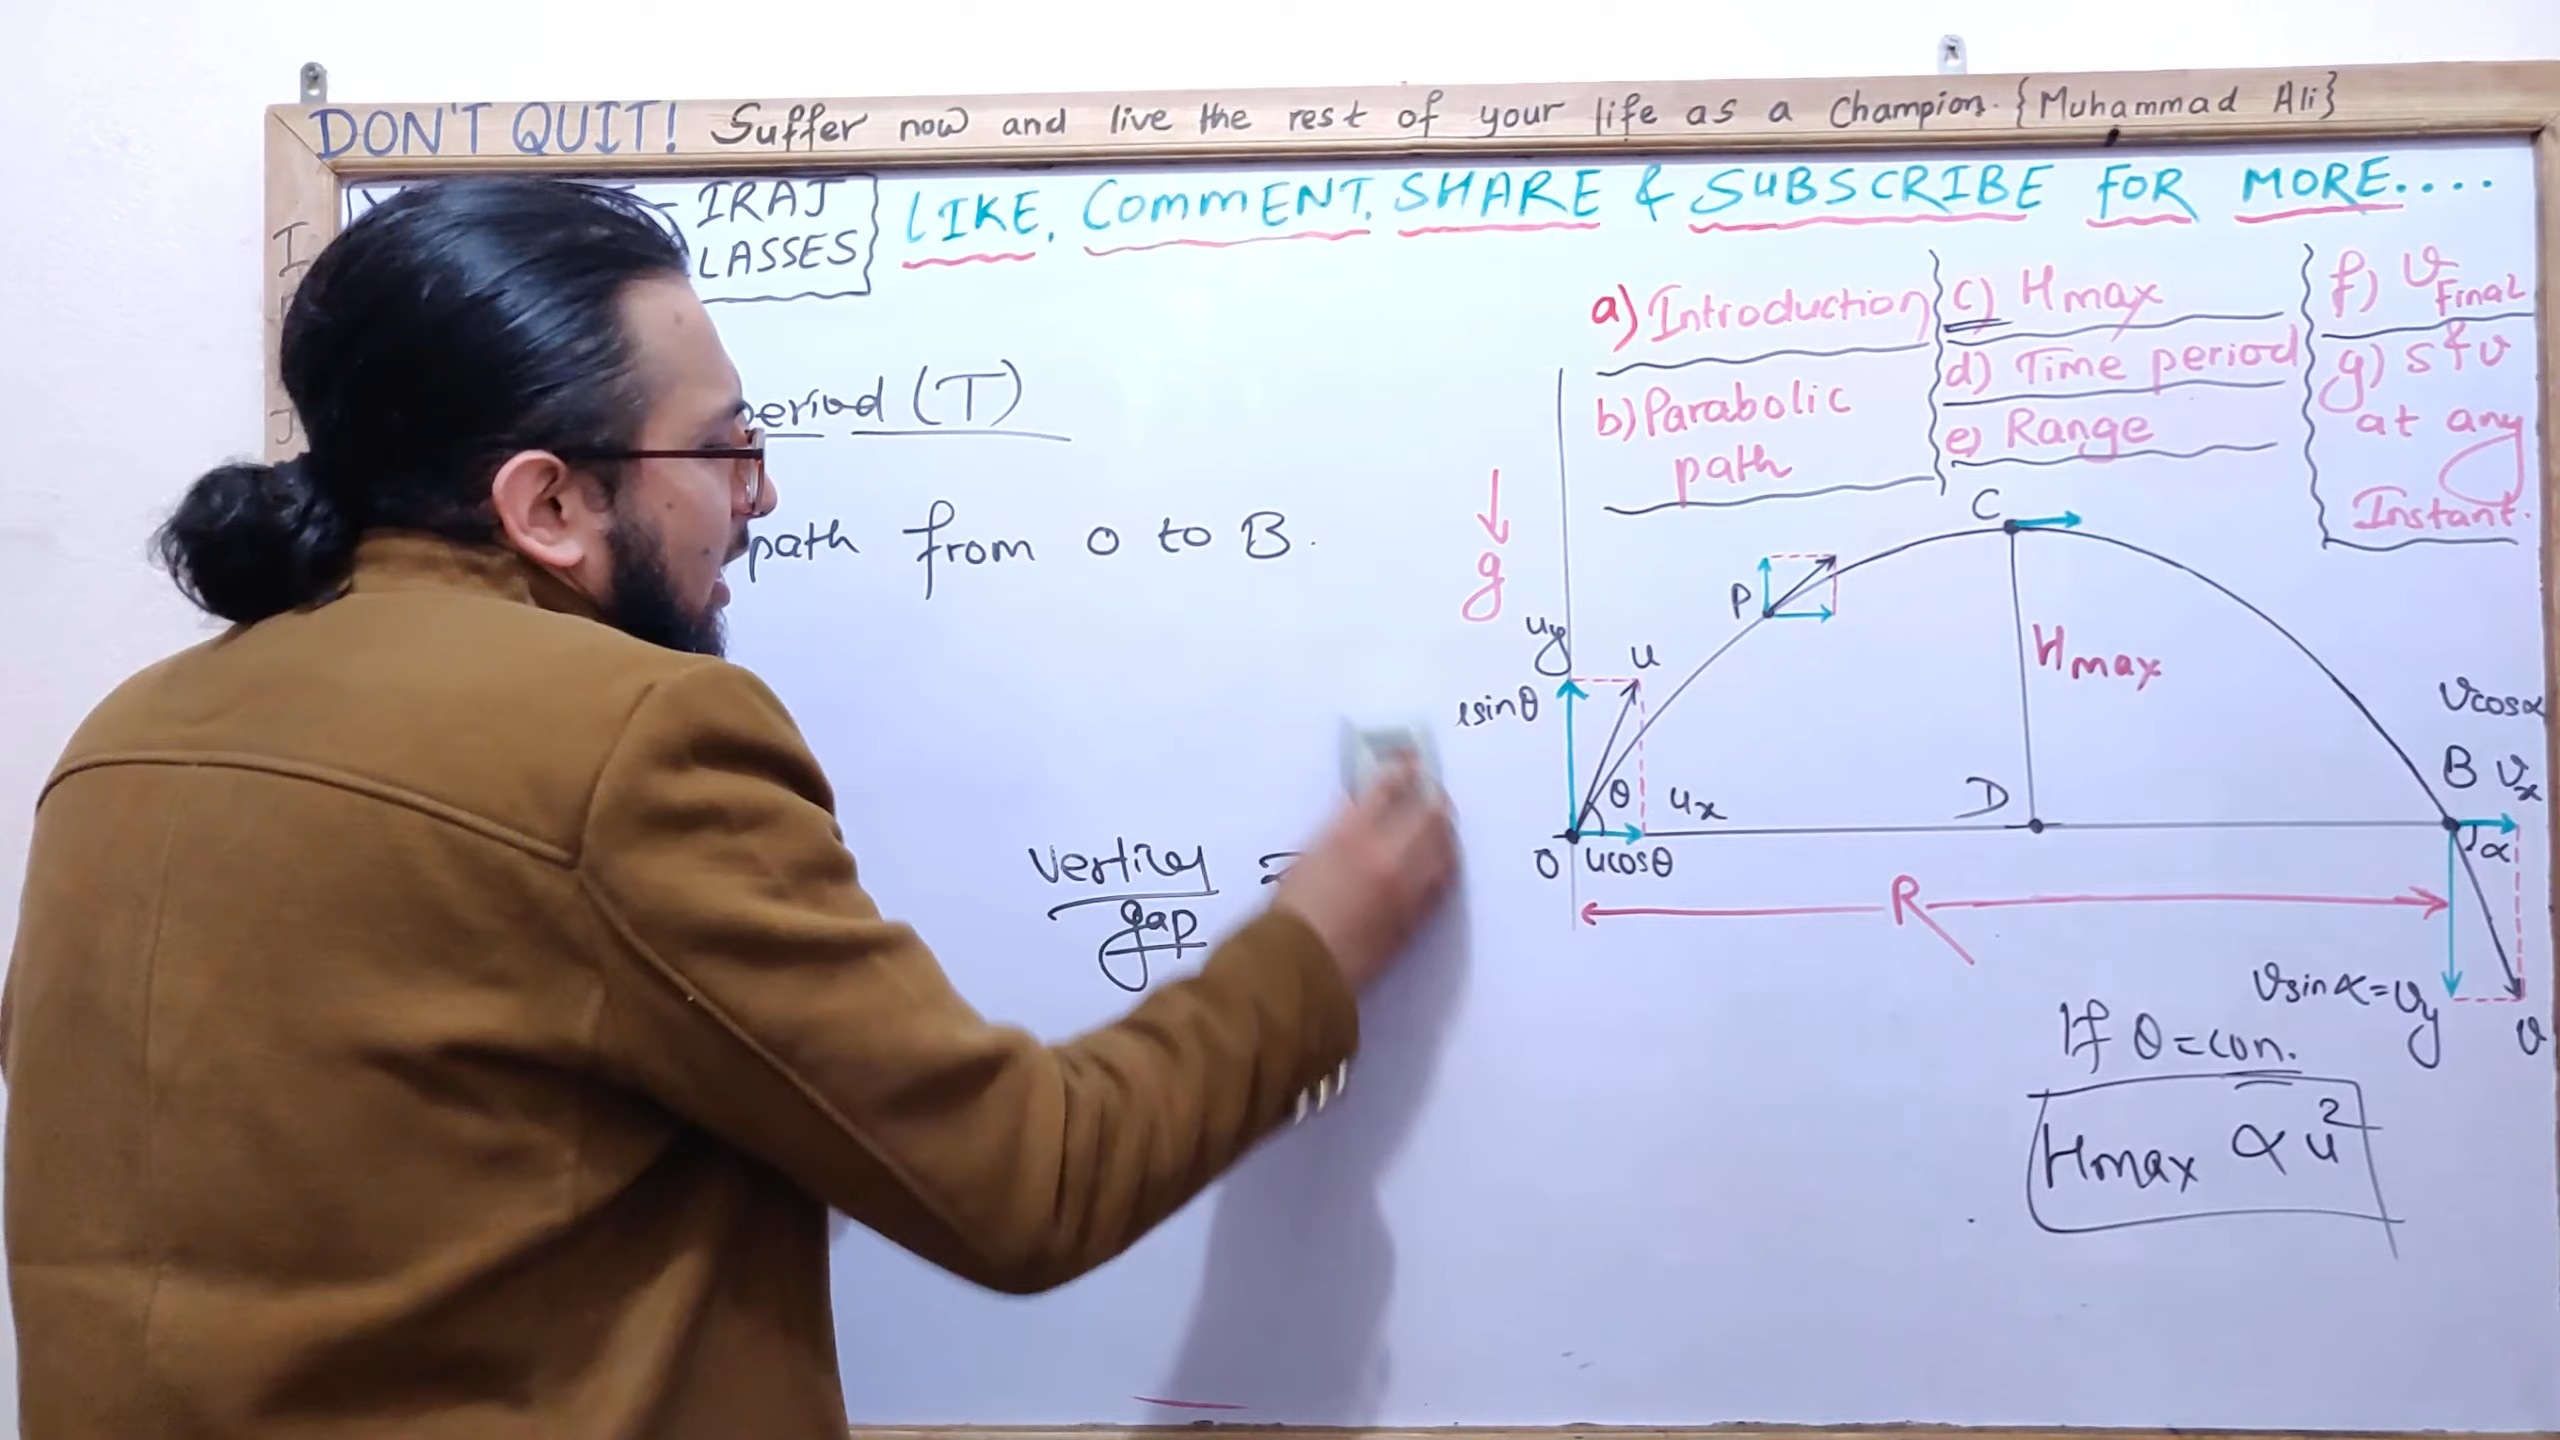 DON'T QUIT! Suffer now and live the rest of your life as a Champion. {Muhammad Ali}
IRAJ
LASSES
LIKE, COMMENT, SHARE & SUBSCRIBE FOR MORE....
a) Introduction
b) Parabolic
path
c) Hmax
d) Time period
e) Range
f) vFinal
g) s & v
at any
Instant.
period (T)
path from O to B.
vertical =
gap
g
uy
u
usinθ
θ
ux
O
ucosθ
P
C
Hmax
D
vcosα
B vx
α
R
vsinα = vy
v
If θ = con.
Hmax ∝ u²